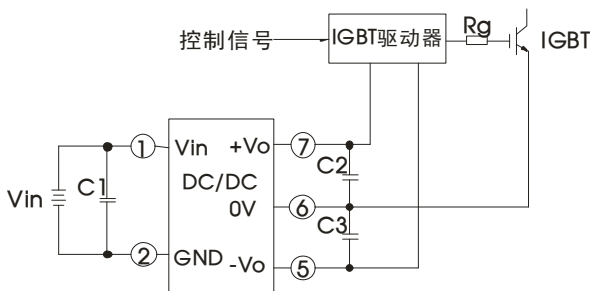 控制信号
IGBT驱动器
Rg
IGBT
Vin
C1
1
2
Vin
+Vo
DC/DC
0V
GND
-Vo
7
6
5
C2
C3